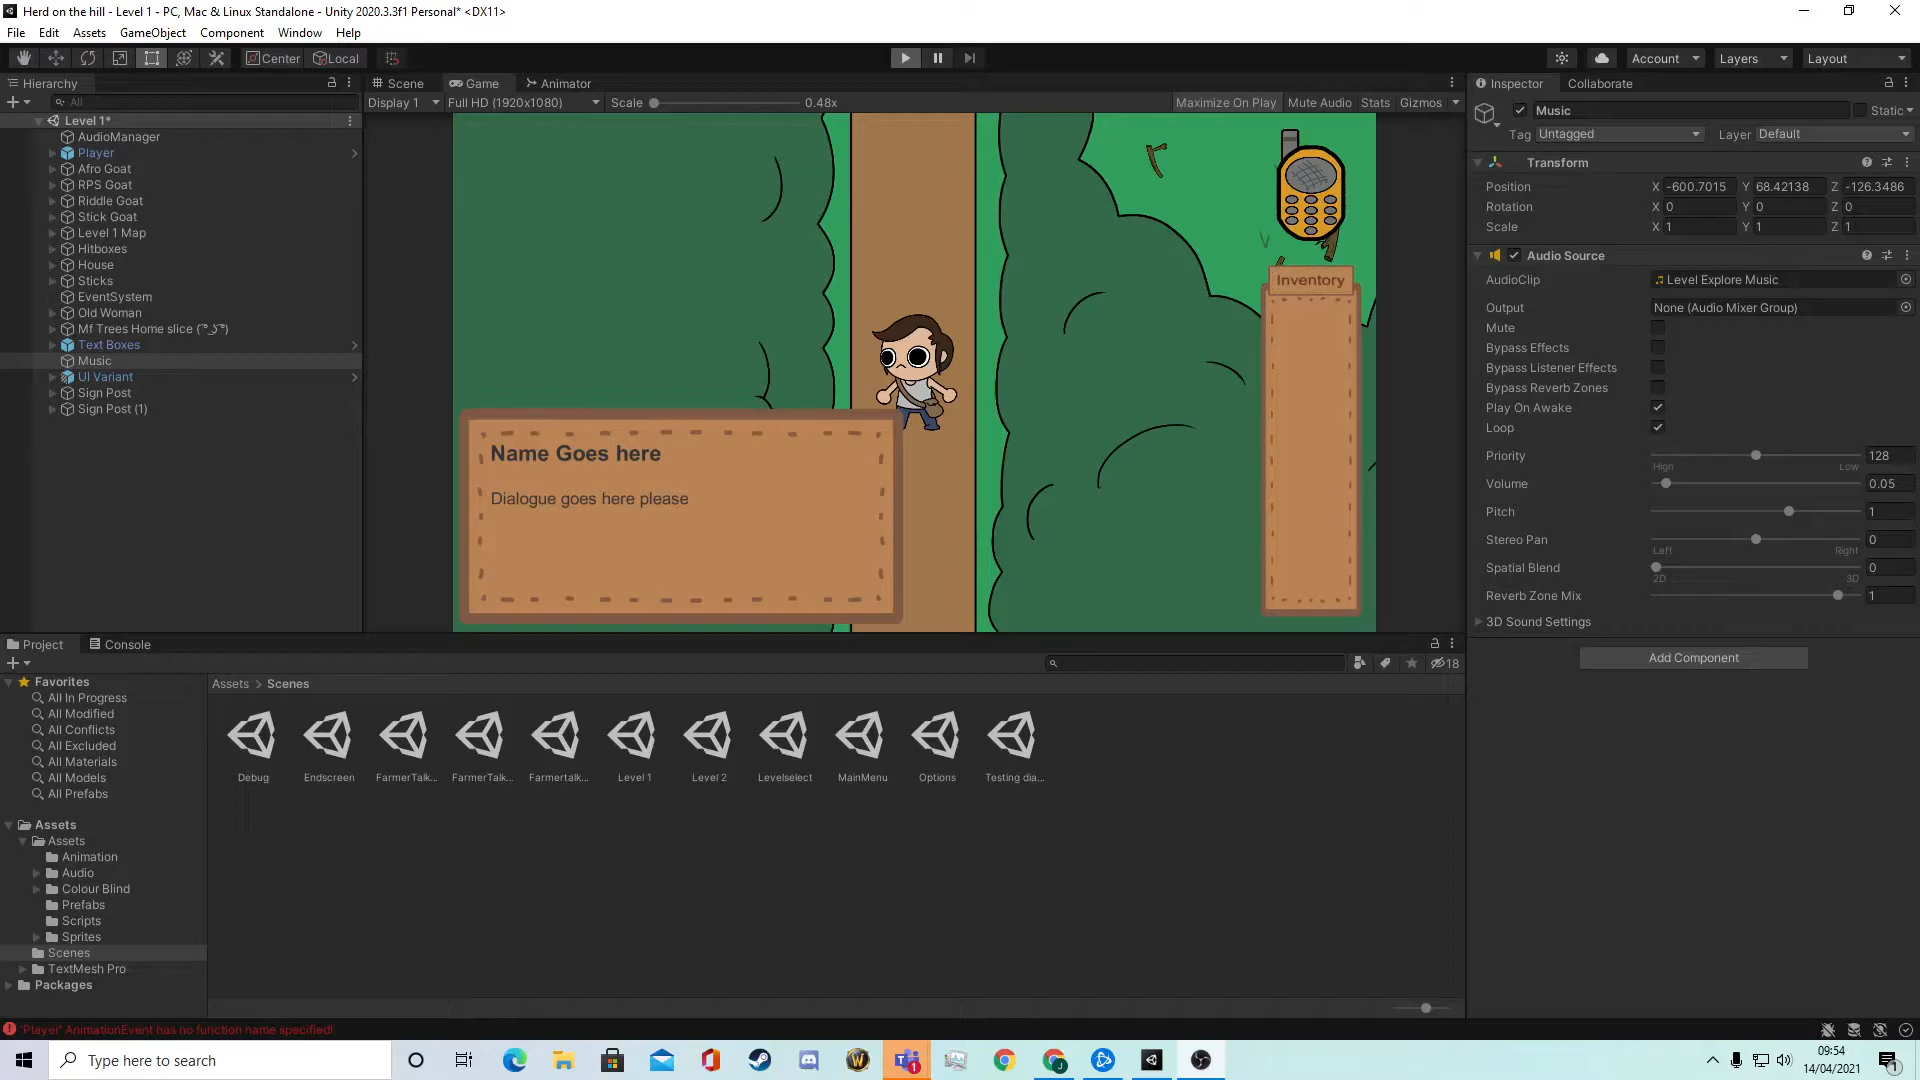 Herd on the hill - Level 1 - PC, Mac & Linux Standalone - Unity 2020.3.3f1 Personal* <DX11>
File Edit Assets GameObject Component Window Help
Center Local Account Layers Layout
Hierarchy
All
Level 1*
AudioManager
Player
Afro Goat
RPS Goat
Riddle Goat
Stick Goat
Level 1 Map
Hitboxes
House
Sticks
EventSystem
Old Woman
Mf Trees Home slice ( ͡° ͜ʖ ͡°)
Text Boxes
Music
UI Variant
Sign Post
Sign Post (1)
Scene Game Animator
Display 1 Full HD (1920x1080) Scale 0.48x Maximize On Play Mute Audio Stats Gizmos
Inventory
Name Goes here
Dialogue goes here please
Inspector Collaborate
Music Static
Tag Untagged Layer Default
Transform
Position X -600.7015 Y 68.42138 Z -126.3486
Rotation X 0 Y 0 Z 0
Scale X 1 Y 1 Z 1
Audio Source
AudioClip Level Explore Music
Output None (Audio Mixer Group)
Mute
Bypass Effects
Bypass Listener Effects
Bypass Reverb Zones
Play On Awake
Loop
Priority 128
High Low
Volume 0.05
Pitch 1
Stereo Pan 0
Left Right
Spatial Blend 0
2D 3D
Reverb Zone Mix 1
3D Sound Settings
Add Component
Project Console
18
Favorites
All In Progress
All Modified
All Conflicts
All Excluded
All Materials
All Models
All Prefabs
Assets
Assets
Animation
Audio
Colour Blind
Prefabs
Scripts
Sprites
Scenes
TextMesh Pro
Packages
Assets > Scenes
Debug Endscreen FarmerTalk... FarmerTalk... Farmertalk... Level 1 Level 2 Levelselect MainMenu Options Testing dia...
'Player' AnimationEvent has no function name specified!
Type here to search
1
09:54
14/04/2021
1